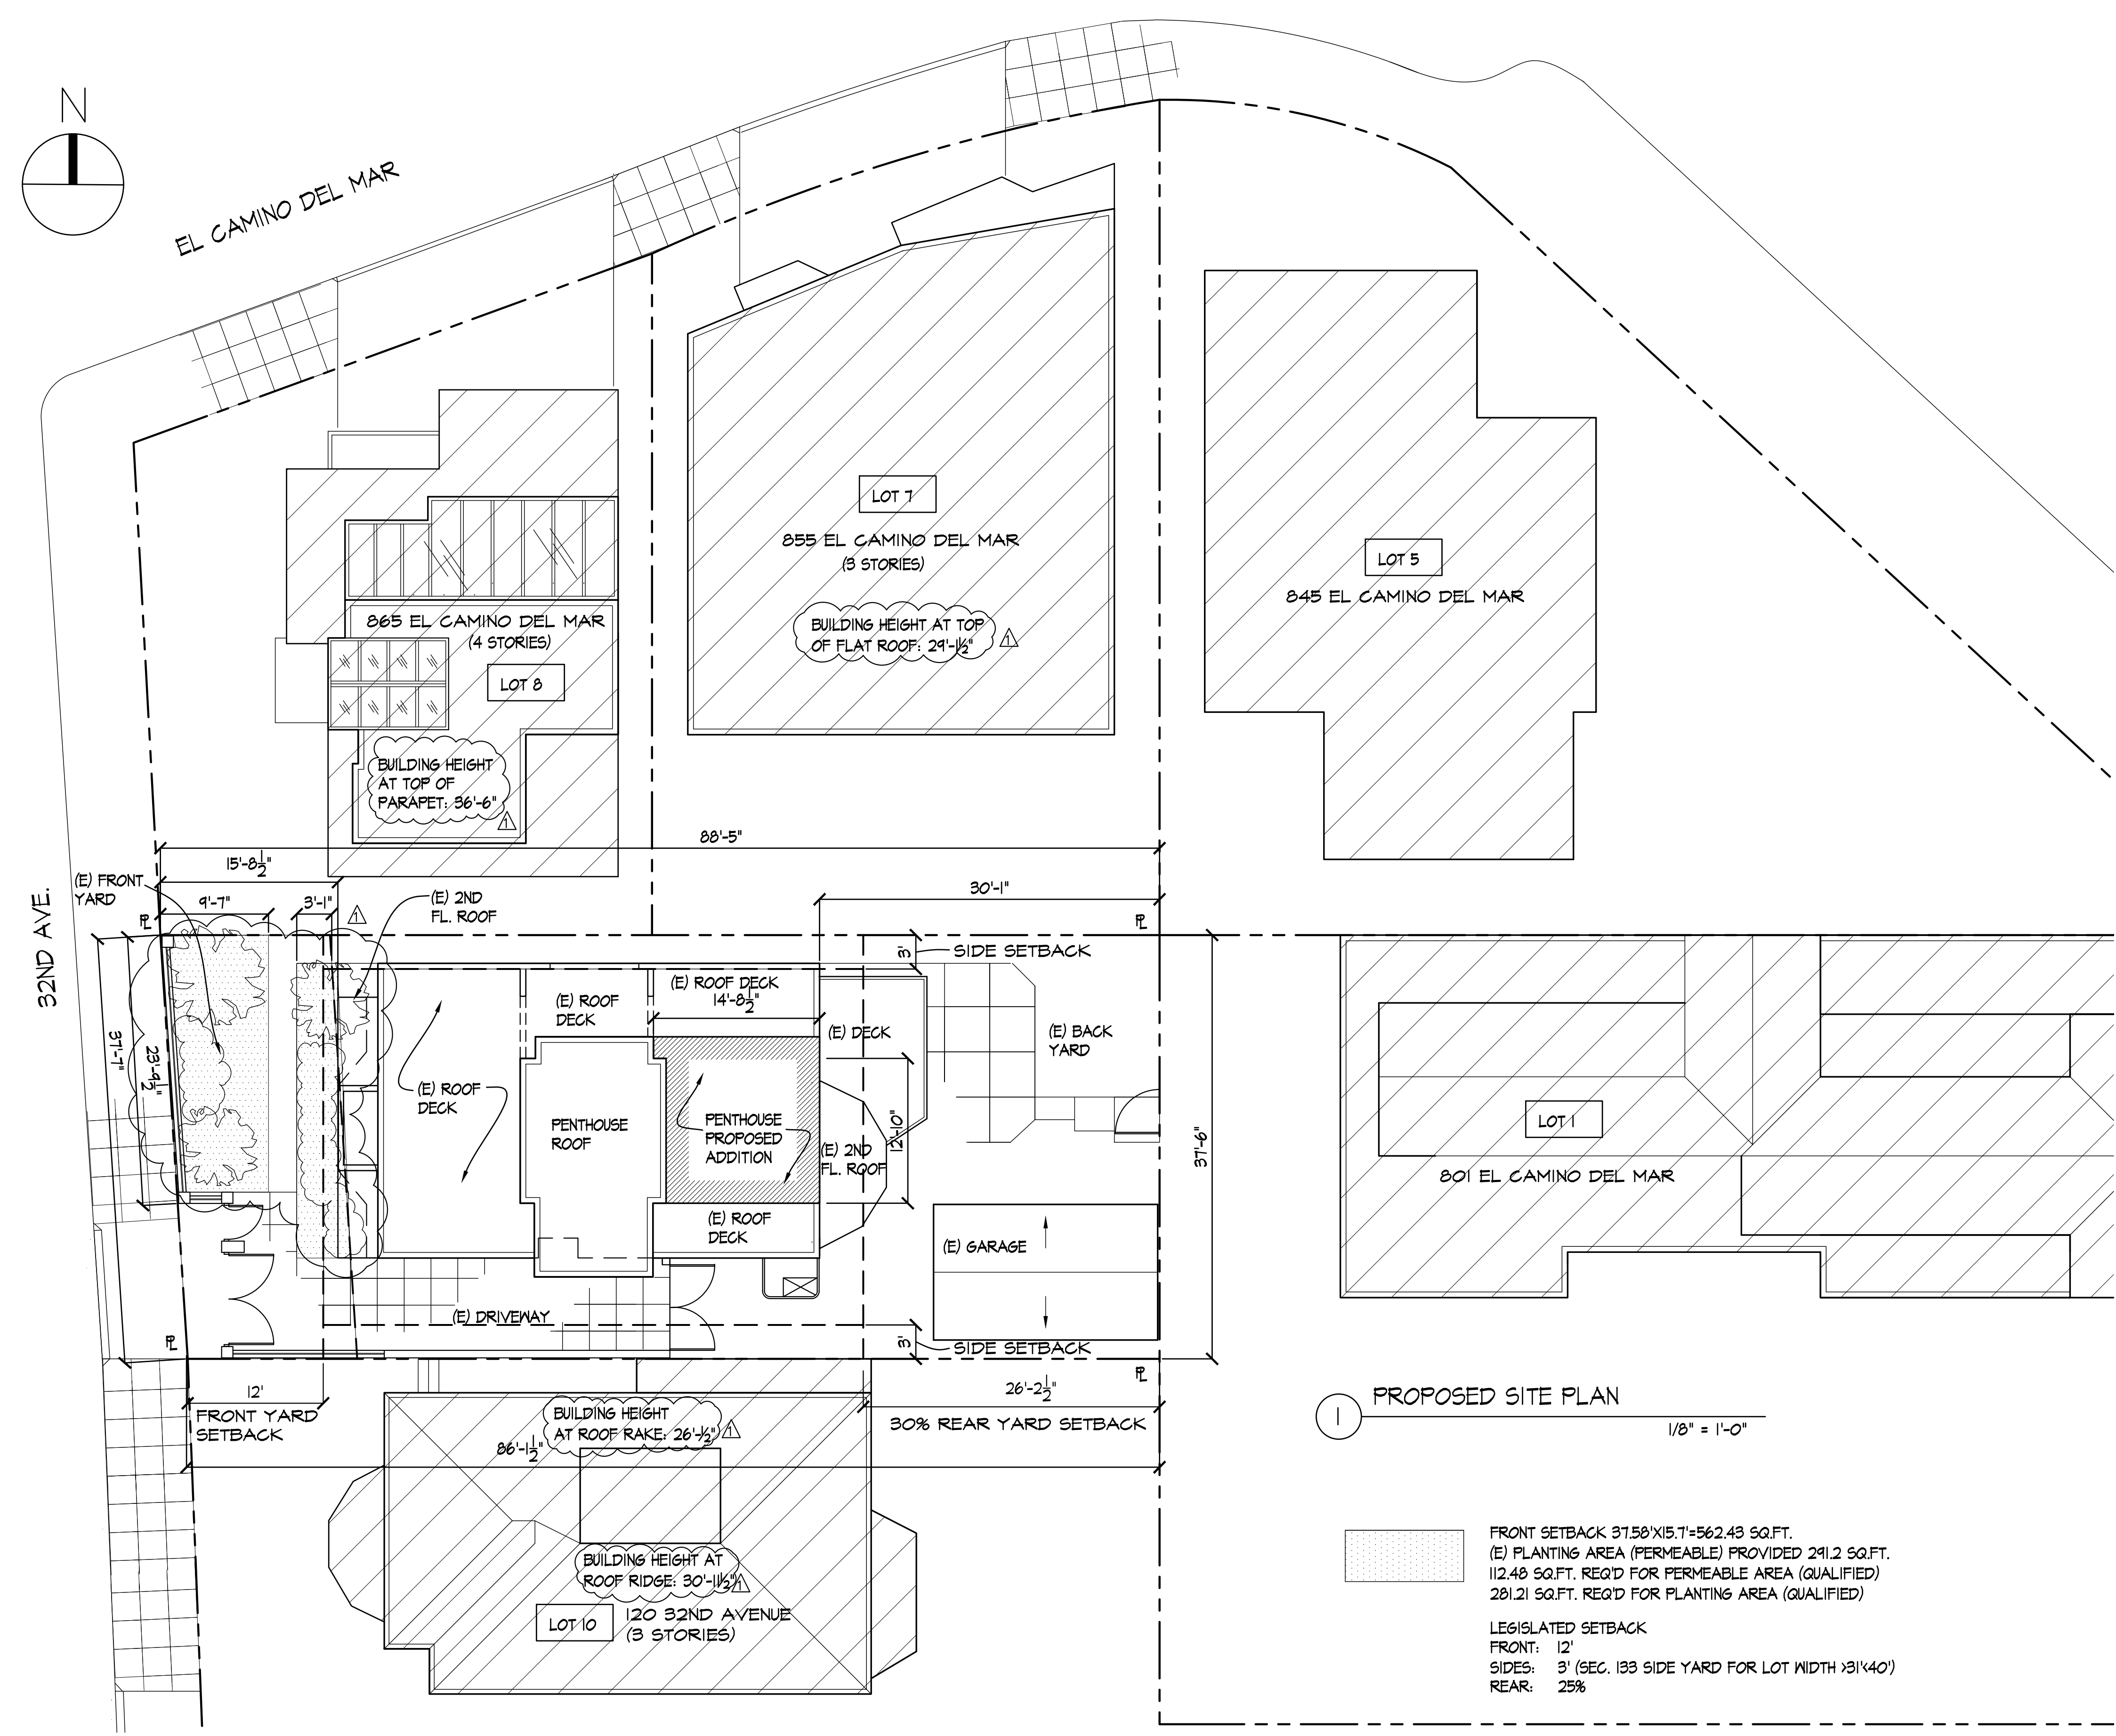 N
EL CAMINO DEL MAR
32ND AVE.
LOT 7
855 EL CAMINO DEL MAR
(3 STORIES)
BUILDING HEIGHT AT TOP
OF FLAT ROOF: 29'-1½"
1
LOT 5
845 EL CAMINO DEL MAR
865 EL CAMINO DEL MAR
(4 STORIES)
LOT 8
BUILDING HEIGHT
AT TOP OF
PARAPET: 36'-6"
1
88'-5"
15'-8½"
(E) FRONT
YARD
9'-7"
3'-1"
1
(E) 2ND
FL. ROOF
30'-1"
PL
PL
3'
SIDE SETBACK
(E) ROOF DECK
14'-8½"
(E) ROOF
DECK
(E) DECK
(E) BACK
YARD
37'-7"
23'-9½"
(E) ROOF
DECK
PENTHOUSE
ROOF
PENTHOUSE
PROPOSED
ADDITION
(E) 2ND
FL. ROOF
12'-10"
37'-6"
(E) ROOF
DECK
(E) GARAGE
(E) DRIVEWAY
PL
3'
SIDE SETBACK
PL
LOT 1
801 EL CAMINO DEL MAR
12'
FRONT YARD
SETBACK
26'-2½"
30% REAR YARD SETBACK
BUILDING HEIGHT
AT ROOF RAKE: 26'-½"
1
86'-1½"
BUILDING HEIGHT AT
ROOF RIDGE: 30'-11½"
1
LOT 10
120 32ND AVENUE
(3 STORIES)
1
PROPOSED SITE PLAN
1/8" = 1'-0"
FRONT SETBACK 37.58'X15.7'=562.43 SQ.FT.
(E) PLANTING AREA (PERMEABLE) PROVIDED 291.2 SQ.FT.
112.48 SQ.FT. REQ'D FOR PERMEABLE AREA (QUALIFIED)
281.21 SQ.FT. REQ'D FOR PLANTING AREA (QUALIFIED)
LEGISLATED SETBACK
FRONT: 12'
SIDES: 3' (SEC. 133 SIDE YARD FOR LOT WIDTH >31'<40')
REAR: 25%